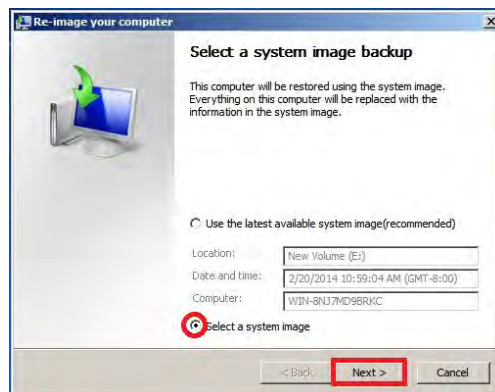 Re-image your computer
Select a system image backup
This computer will be restored using the system image.
Everything on this computer will be replaced with the
information in the system image.
Use the latest available system image(recommended)
Location: New Volume (E:)
Date and time: 2/20/2014 10:59:04 AM (GMT-8:00)
Computer: WIN-8NJ7MD9BRKC
Select a system image
< Back Next > Cancel